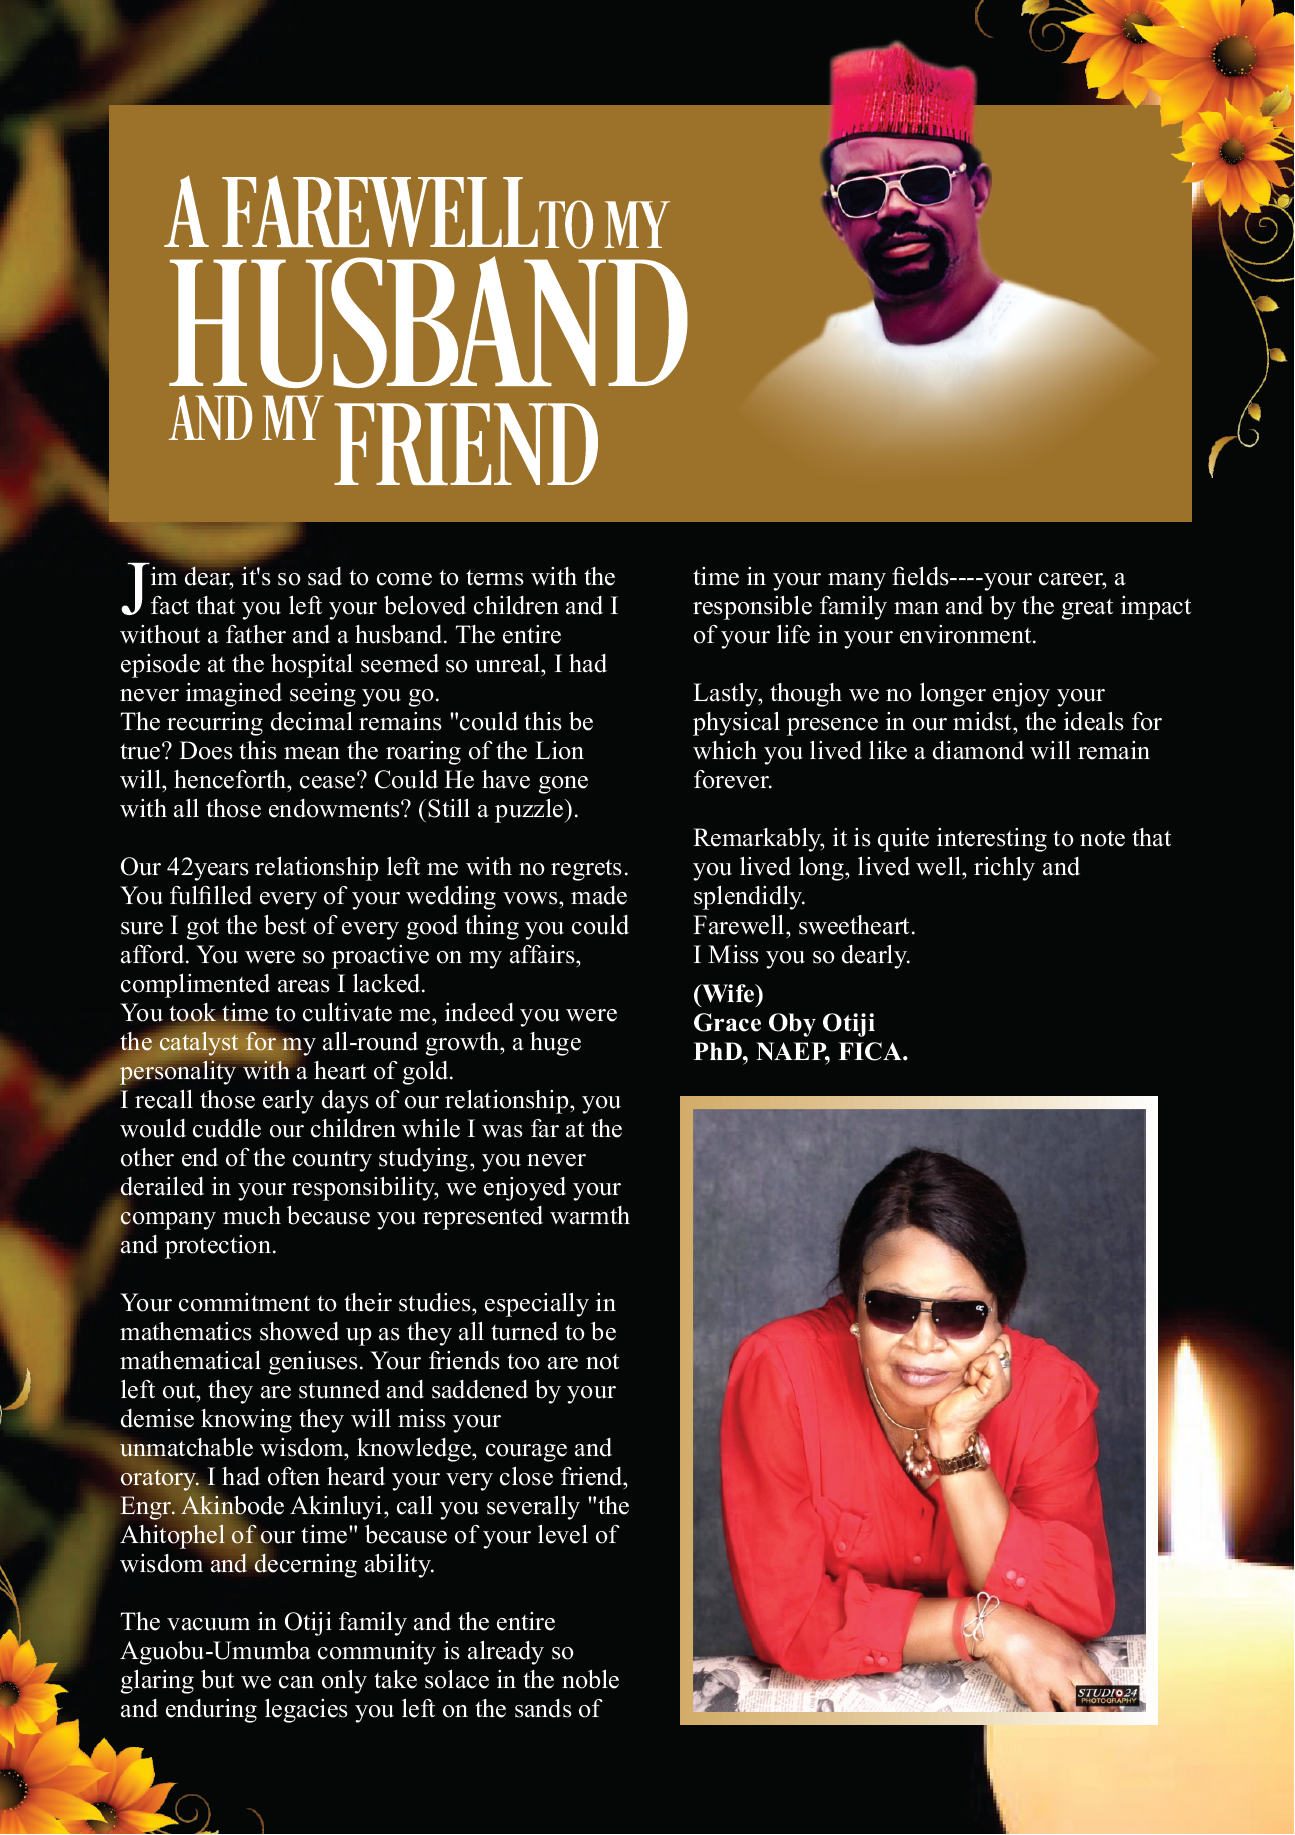 A FAREWELL TO MY
HUSBAND
AND MY FRIEND
Jim dear, it's so sad to come to terms with the
fact that you left your beloved children and I
without a father and a husband. The entire
episode at the hospital seemed so unreal, I had
never imagined seeing you go.
The recurring decimal remains "could this be
true? Does this mean the roaring of the Lion
will, henceforth, cease? Could He have gone
with all those endowments? (Still a puzzle).
Our 42years relationship left me with no regrets.
You fulfilled every of your wedding vows, made
sure I got the best of every good thing you could
afford. You were so proactive on my affairs,
complimented areas I lacked.
You took time to cultivate me, indeed you were
the catalyst for my all-round growth, a huge
personality with a heart of gold.
I recall those early days of our relationship, you
would cuddle our children while I was far at the
other end of the country studying, you never
derailed in your responsibility, we enjoyed your
company much because you represented warmth
and protection.
Your commitment to their studies, especially in
mathematics showed up as they all turned to be
mathematical geniuses. Your friends too are not
left out, they are stunned and saddened by your
demise knowing they will miss your
unmatchable wisdom, knowledge, courage and
oratory. I had often heard your very close friend,
Engr. Akinbode Akinluyi, call you severally "the
Ahitophel of our time" because of your level of
wisdom and decerning ability.
The vacuum in Otiji family and the entire
Aguobu-Umumba community is already so
glaring but we can only take solace in the noble
and enduring legacies you left on the sands of
time in your many fields----your career, a
responsible family man and by the great impact
of your life in your environment.
Lastly, though we no longer enjoy your
physical presence in our midst, the ideals for
which you lived like a diamond will remain
forever.
Remarkably, it is quite interesting to note that
you lived long, lived well, richly and
splendidly.
Farewell, sweetheart.
I Miss you so dearly.
(Wife)
Grace Oby Otiji
PhD, NAEP, FICA.
STUDIO 24
PHOTOGRAPHY